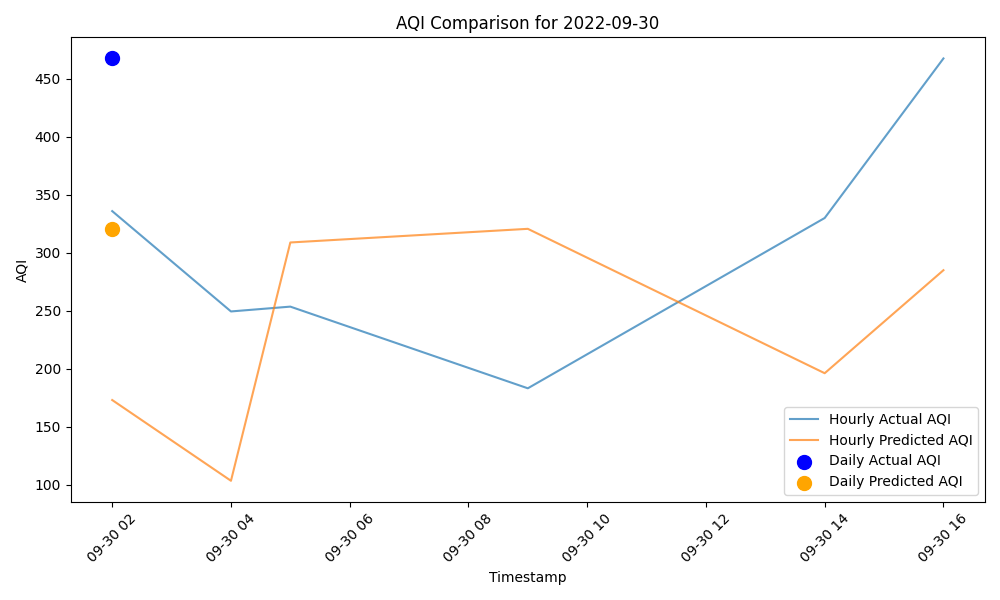 AQI Comparison for 2022-09-30
AQI
450
400
350
300
250
200
150
100
09-30 02
09-30 04
09-30 06
09-30 08
09-30 10
09-30 12
09-30 14
09-30 16
Timestamp
Hourly Actual AQI
Hourly Predicted AQI
Daily Actual AQI
Daily Predicted AQI